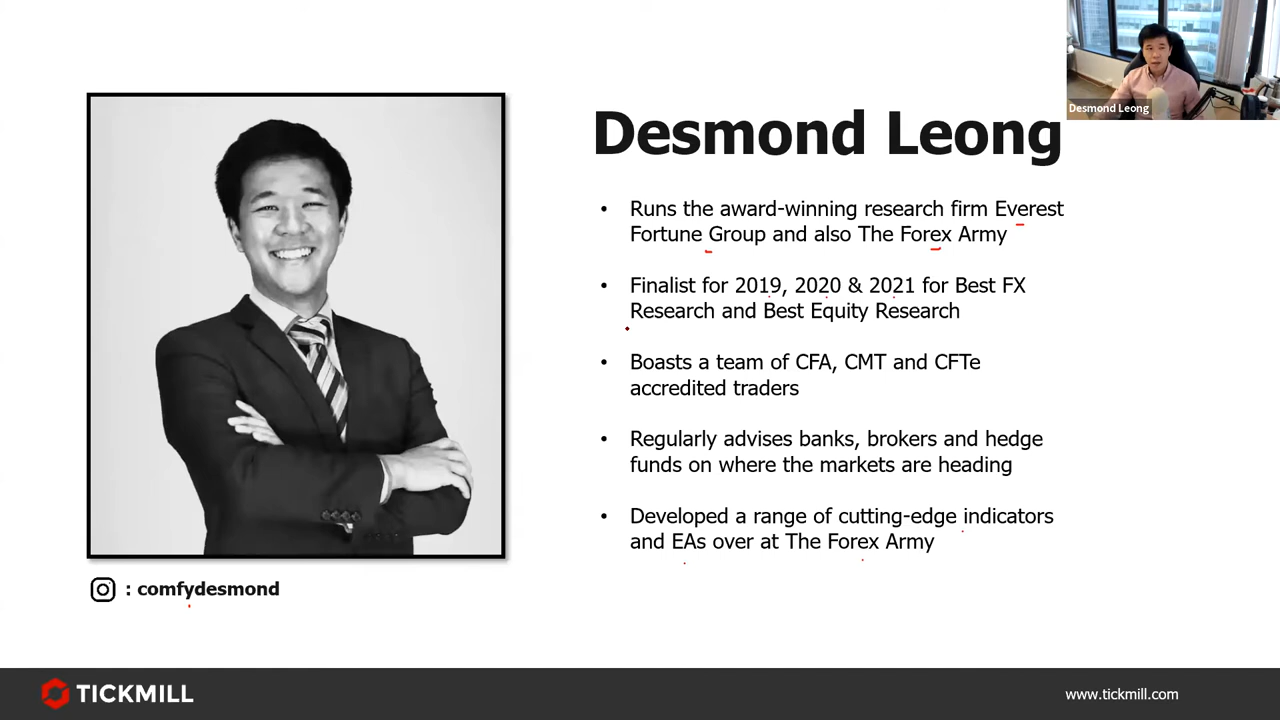 Desmond Leong
Desmond Leong
• Runs the award-winning research firm Everest
Fortune Group and also The Forex Army
• Finalist for 2019, 2020 & 2021 for Best FX
Research and Best Equity Research
• Boasts a team of CFA, CMT and CFTe
accredited traders
• Regularly advises banks, brokers and hedge
funds on where the markets are heading
• Developed a range of cutting-edge indicators
and EAs over at The Forex Army
: comfydesmond
TICKMILL
www.tickmill.com